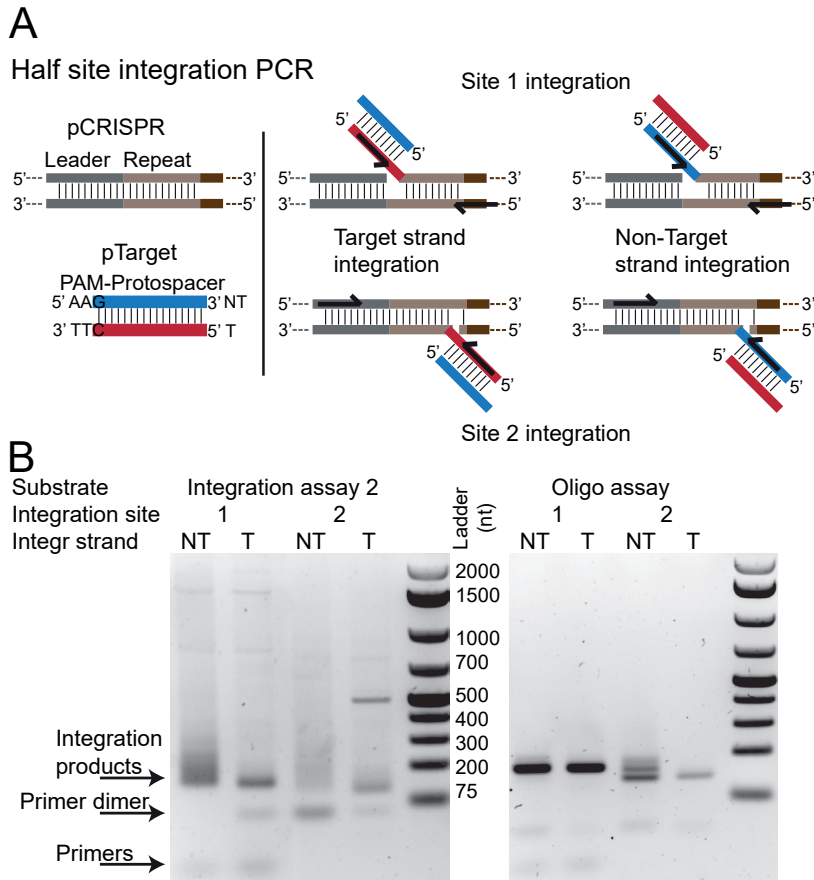 A
Half site integration PCR
Site 1 integration
pCRISPR
Leader Repeat
5’ 3’
3’ 5’
5’ 5’
5’ 5’
5’ 3’
3’ 5’
5’ 3’
3’ 5’
pTarget
PAM-Protospacer
5’ AAG 3’ NT
3’ TTC 5’ T
Target strand
integration
Non-Target
strand integration
5’ 3’
3’ 5’
5’ 5’
5’ 3’
3’ 5’
5’ 5’
Site 2 integration
B
Substrate Integration assay 2 Oligo assay
Integration site 1 2 1 2
Integr strand NT T NT T NT T NT T
Ladder
(nt)
2000
1500
1000
700
500
400
300
200
75
Integration
products
Primer dimer
Primers